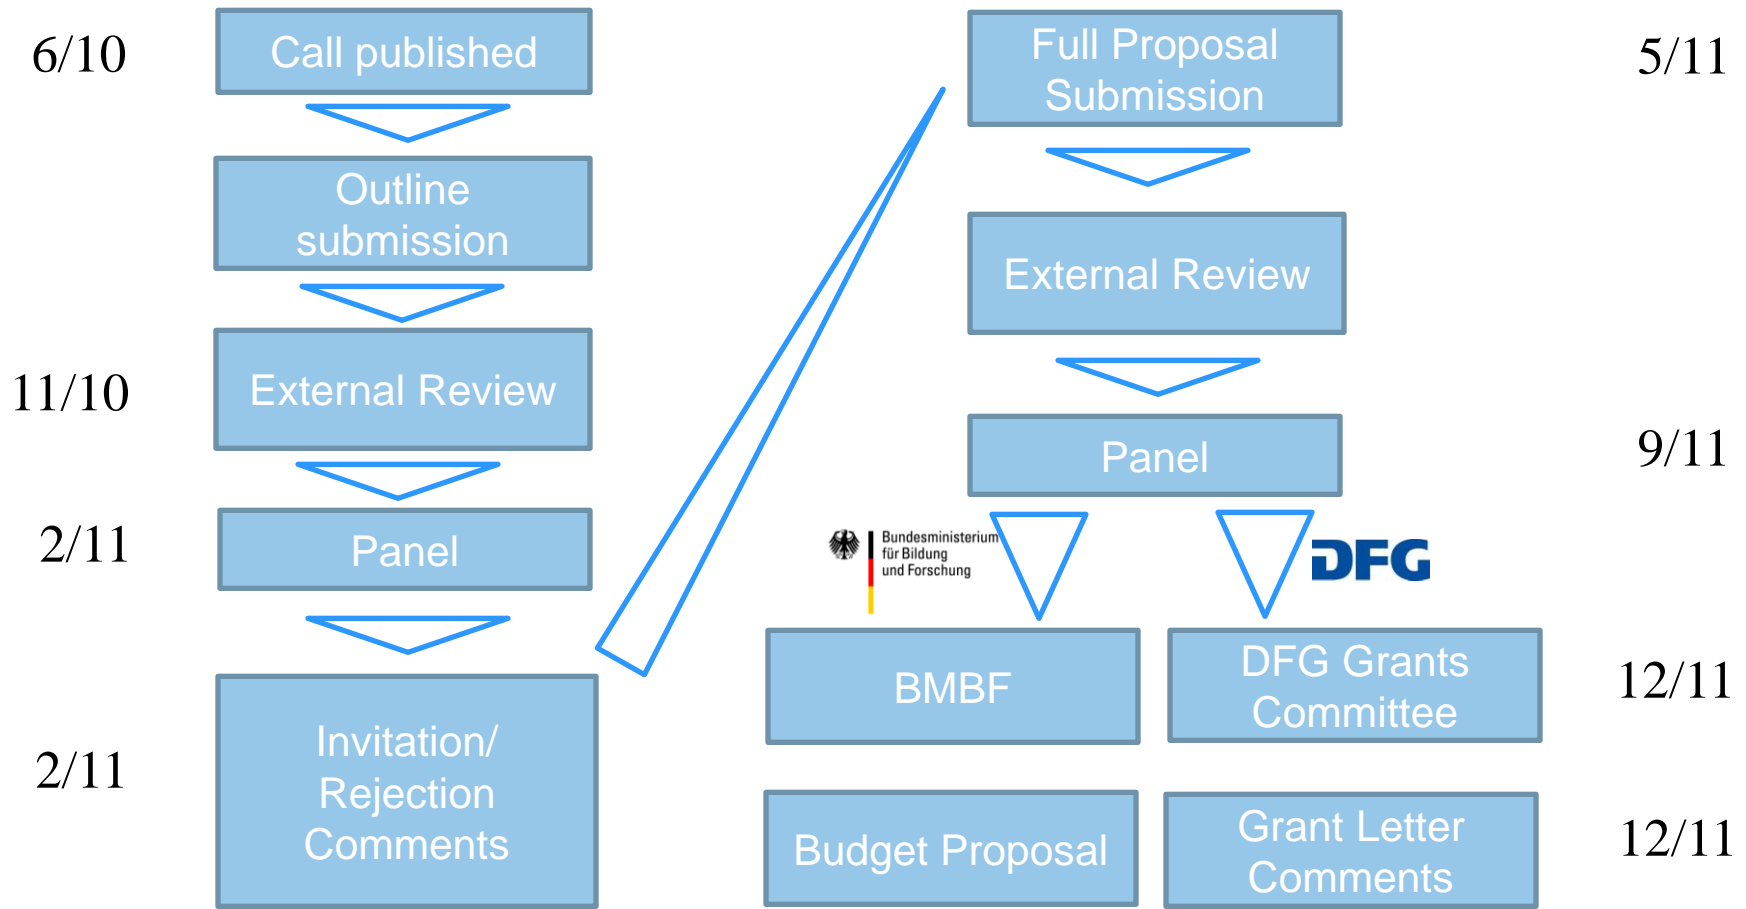 6/10
Call published
Outline
submission
11/10
External Review
2/11
Panel
2/11
Invitation/
Rejection
Comments
Full Proposal
Submission
5/11
External Review
Panel
9/11
Bundesministerium
für Bildung
und Forschung
DFG
BMBF
DFG Grants
Committee
12/11
Budget Proposal
Grant Letter
Comments
12/11